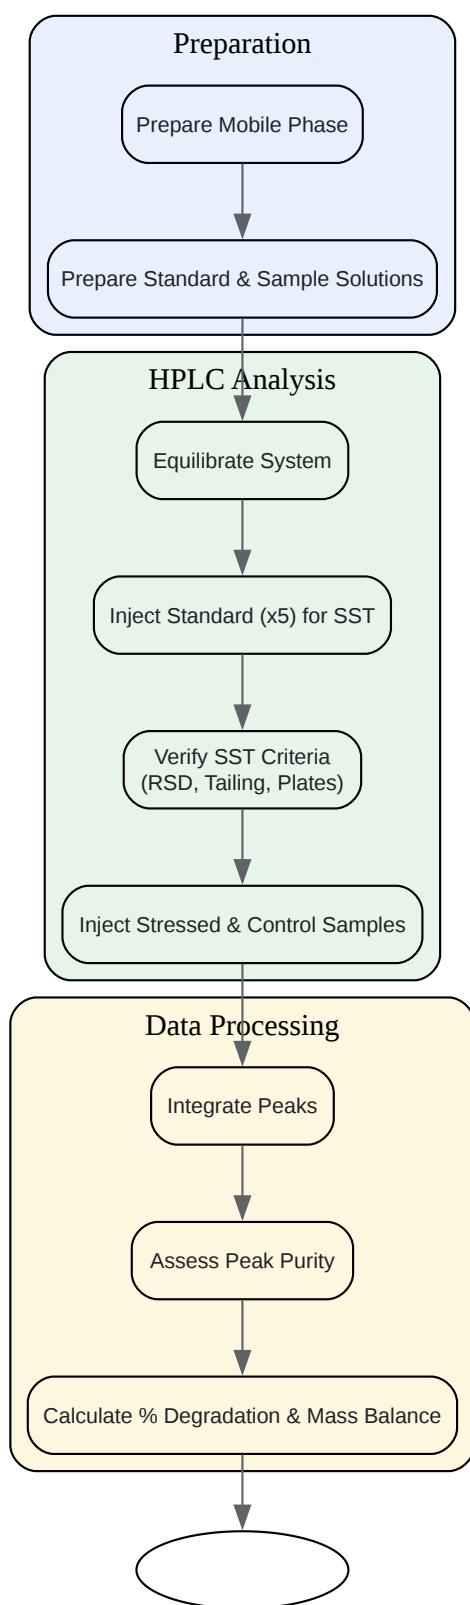 Preparation
Prepare Mobile Phase
Prepare Standard & Sample Solutions
HPLC Analysis
Equilibrate System
Inject Standard (x5) for SST
Verify SST Criteria
(RSD, Tailing, Plates)
Inject Stressed & Control Samples
Data Processing
Integrate Peaks
Assess Peak Purity
Calculate % Degradation & Mass Balance